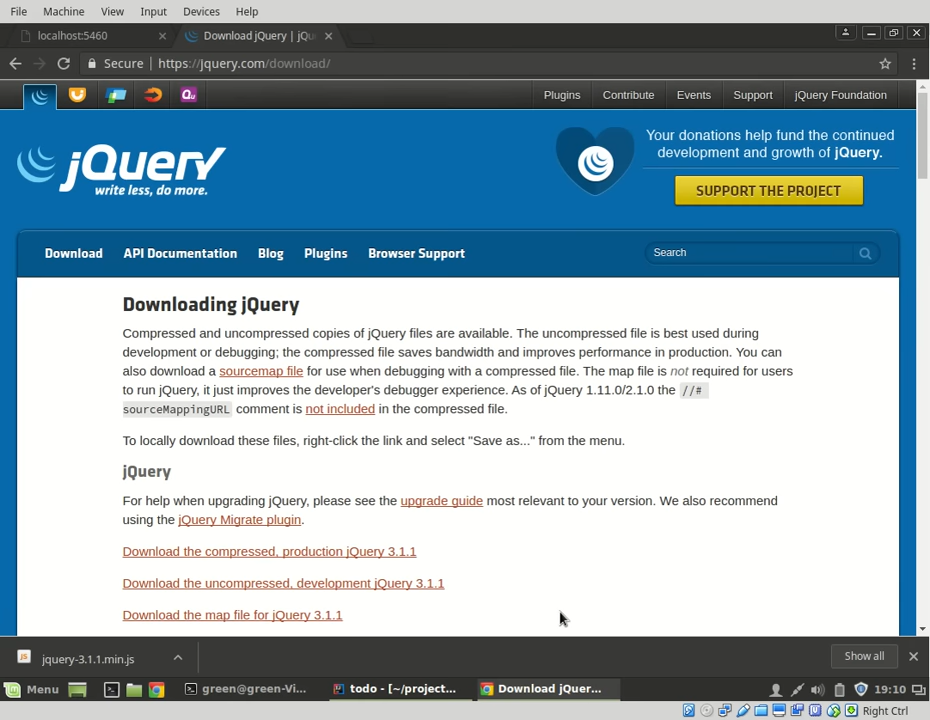 File Machine View Input Devices Help
localhost:5460 Download jQuery | jQu
Secure https://jquery.com/download/
Qu Plugins Contribute Events Support jQuery Foundation
Your donations help fund the continued
development and growth of jQuery.
jQuery
write less, do more.
SUPPORT THE PROJECT
Download API Documentation Blog Plugins Browser Support Search
Downloading jQuery
Compressed and uncompressed copies of jQuery files are available. The uncompressed file is best used during
development or debugging; the compressed file saves bandwidth and improves performance in production. You can
also download a sourcemap file for use when debugging with a compressed file. The map file is not required for users
to run jQuery, it just improves the developer's debugger experience. As of jQuery 1.11.0/2.1.0 the //#
sourceMappingURL comment is not included in the compressed file.
To locally download these files, right-click the link and select "Save as..." from the menu.
jQuery
For help when upgrading jQuery, please see the upgrade guide most relevant to your version. We also recommend
using the jQuery Migrate plugin.
Download the compressed, production jQuery 3.1.1
Download the uncompressed, development jQuery 3.1.1
Download the map file for jQuery 3.1.1
JS jquery-3.1.1.min.js Show all
Menu green@green-Vi... todo - [~/project... Download jQuer... 19:10
Right Ctrl